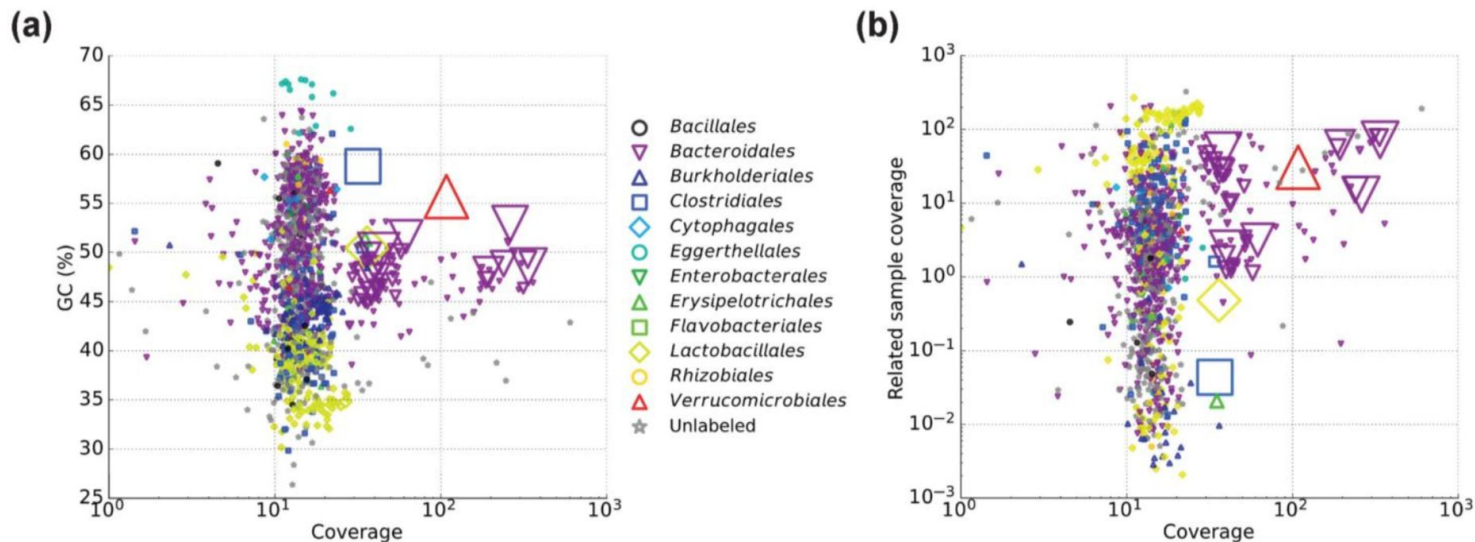 (a)
70
65
60
55
50
45
40
35
30
25
GC (%)
10^0
10^1
10^2
10^3
Coverage
Bacillales
Bacteroidales
Burkholderiales
Clostridiales
Cytophagales
Eggerthellales
Enterobacterales
Erysipelotrichales
Flavobacteriales
Lactobacillales
Rhizobiales
Verrucomicrobiales
Unlabeled
(b)
10^3
10^2
10^1
10^0
10^−1
10^−2
10^−3
Related sample coverage
10^0
10^1
10^2
10^3
Coverage